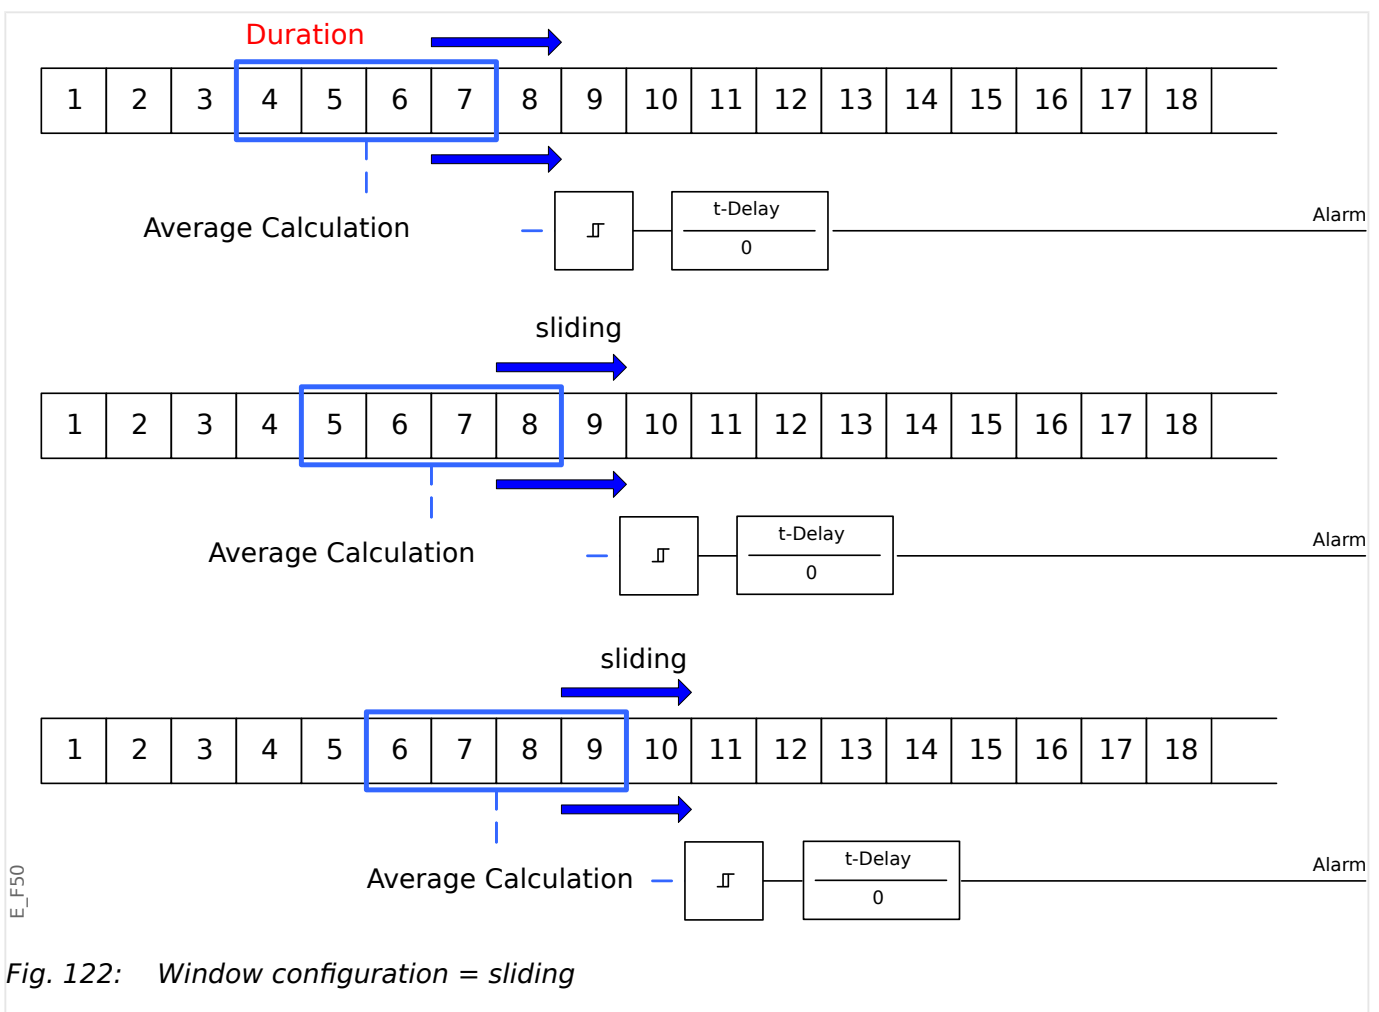 Duration
1 2 3 4 5 6 7 8 9 10 11 12 13 14 15 16 17 18
t-Delay
Alarm
Average Calculation
0
sliding
1 2 3 4 5 6 7 8 9 10 11 12 13 14 15 16 17 18
t-Delay
Alarm
Average Calculation
0
sliding
1 2 3 4 5 6 7 8 9 10 11 12 13 14 15 16 17 18
t-Delay
Alarm
Average Calculation
0
E_F50
Fig. 122: Window configuration = sliding